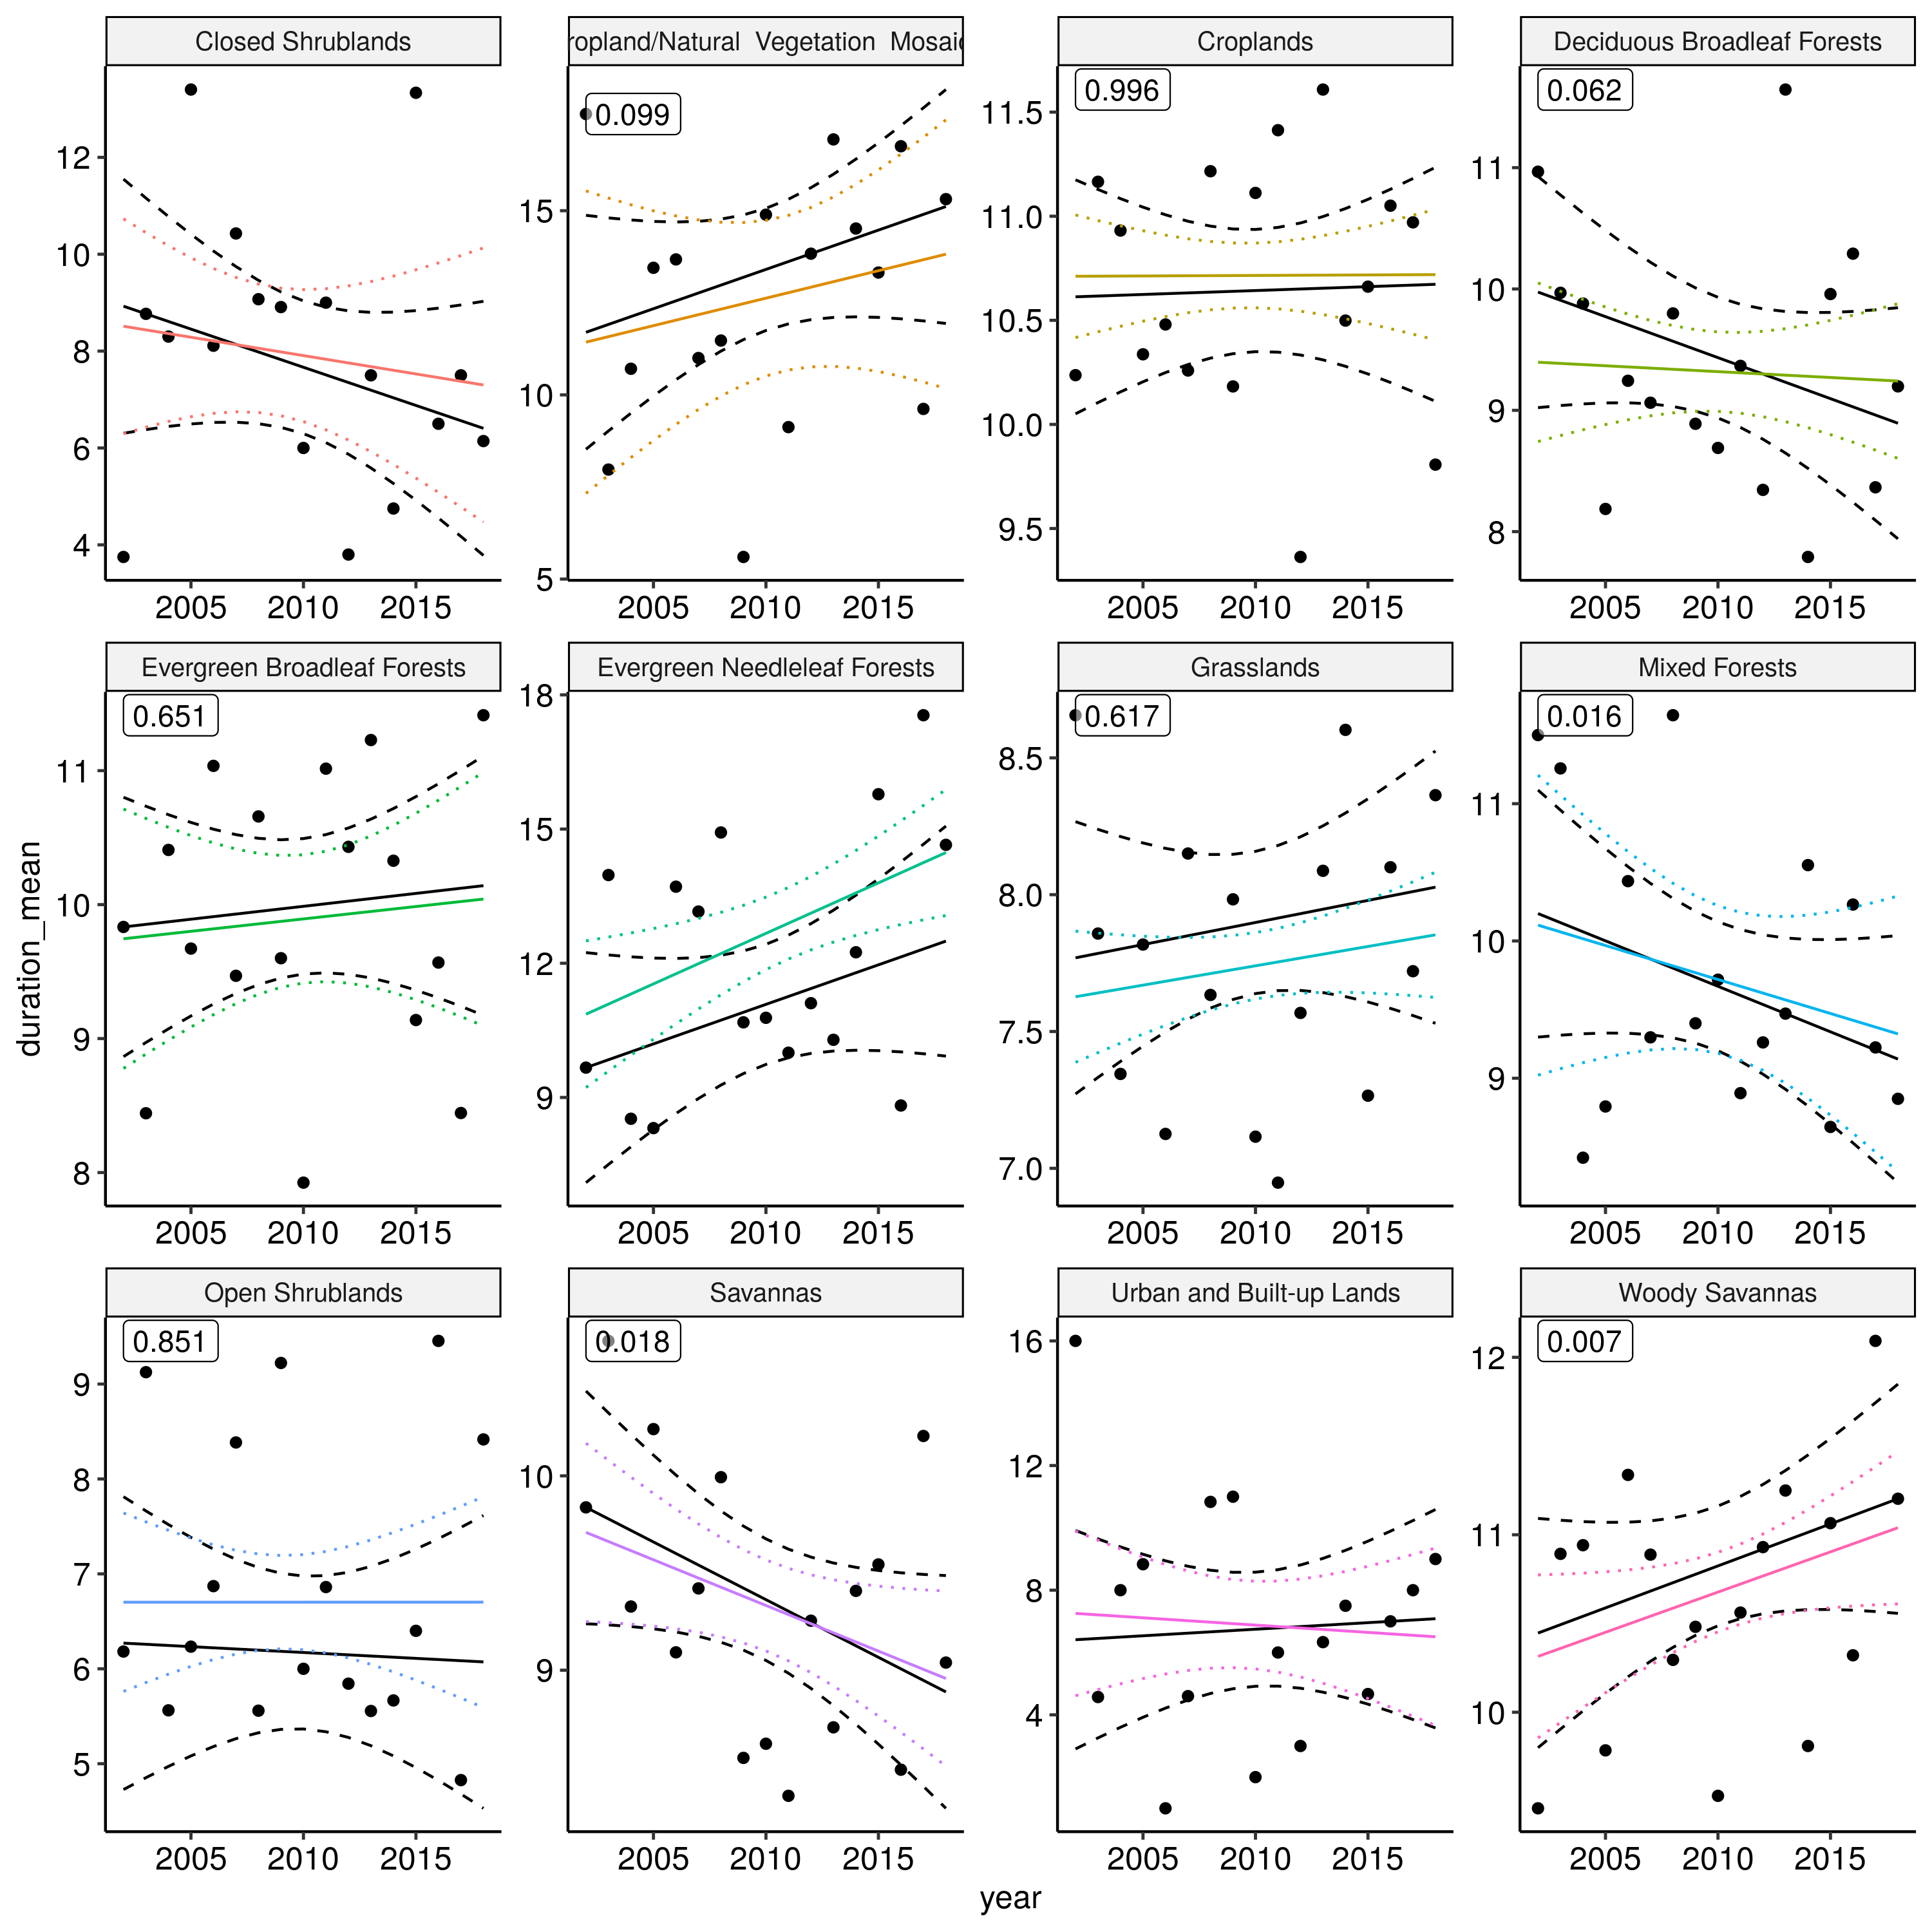 Closed Shrublands
ropland/Natural Vegetation Mosaic
Croplands
Deciduous Broadleaf Forests
0.099
0.996
0.062
12
10
8
6
4
15
10
5
11.5
11.0
10.5
10.0
9.5
11
10
9
8
2005 2010 2015
2005 2010 2015
2005 2010 2015
2005 2010 2015
Evergreen Broadleaf Forests
Evergreen Needleleaf Forests
Grasslands
Mixed Forests
0.651
0.617
0.016
11
10
9
8
18
15
12
9
8.5
8.0
7.5
7.0
11
10
9
2005 2010 2015
2005 2010 2015
2005 2010 2015
2005 2010 2015
Open Shrublands
Savannas
Urban and Built-up Lands
Woody Savannas
0.851
0.018
0.007
9
8
7
6
5
10
9
16
12
8
4
12
11
10
2005 2010 2015
2005 2010 2015
2005 2010 2015
2005 2010 2015
duration_mean
year